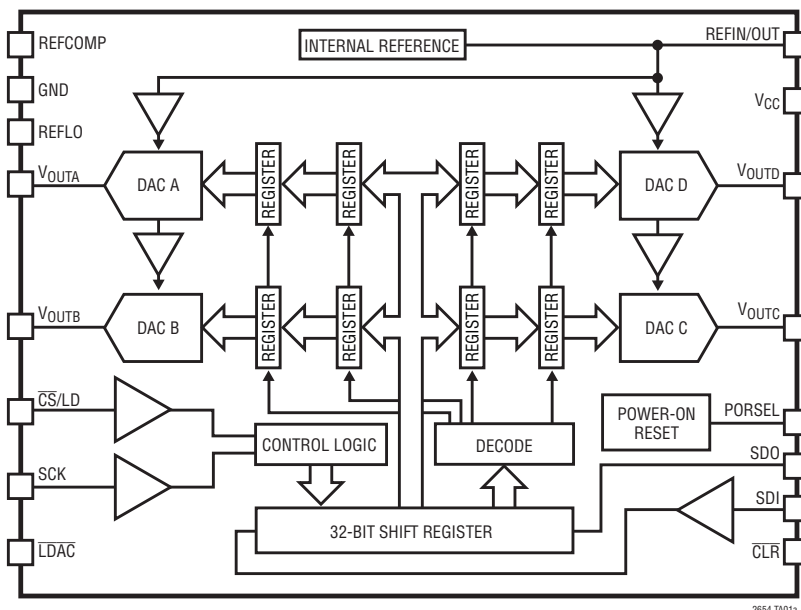 REFCOMP
INTERNAL REFERENCE
REFIN/OUT
GND
VCC
REFLO
VOUTA
DAC A
REGISTER
REGISTER
REGISTER
REGISTER
DAC D
VOUTD
VOUTB
DAC B
REGISTER
REGISTER
REGISTER
REGISTER
DAC C
VOUTC
CS/LD
CONTROL LOGIC
DECODE
POWER-ON
RESET
PORSEL
SCK
SDO
32-BIT SHIFT REGISTER
SDI
LDAC
CLR
2654 TA01a